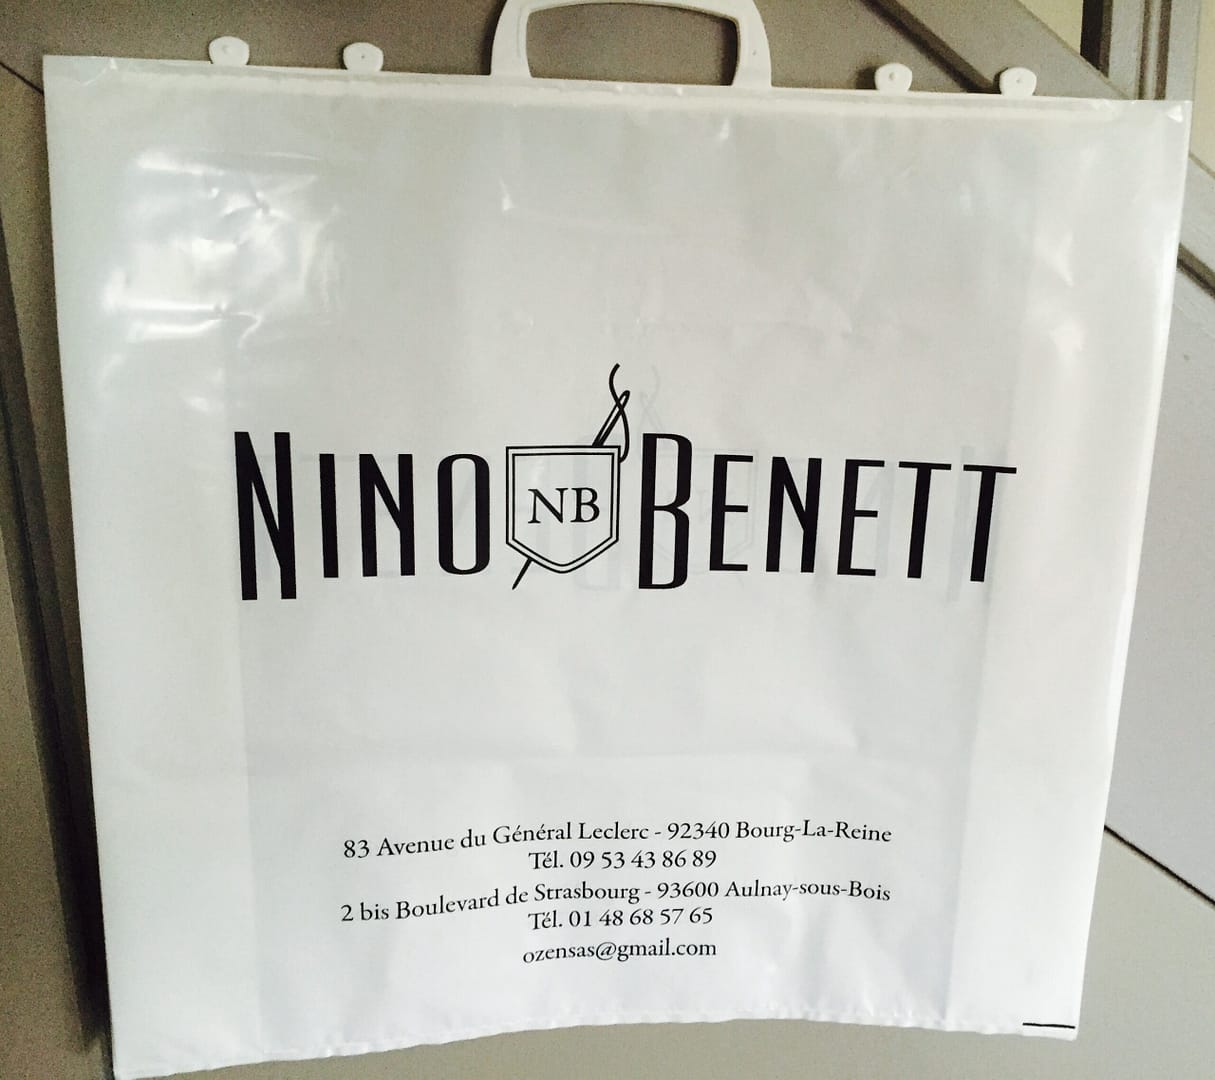 NINO NB BENETT
83 Avenue du Général Leclerc - 92340 Bourg-La-Reine
Tél. 09 53 43 86 89
2 bis Boulevard de Strasbourg - 93600 Aulnay-sous-Bois
Tél. 01 48 68 57 65
ozensas@gmail.com